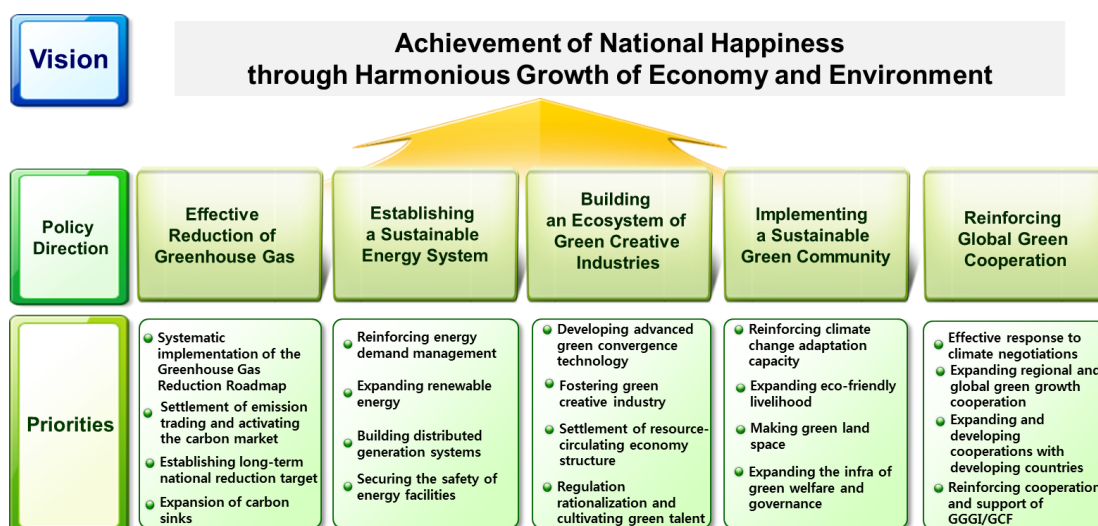 Vision
Achievement of National Happiness
through Harmonious Growth of Economy and Environment
Policy
Direction
Effective
Reduction of
Greenhouse Gas
Establishing
a Sustainable
Energy System
Building
an Ecosystem of
Green Creative
Industries
Implementing
a Sustainable
Green Community
Reinforcing
Global Green
Cooperation
Priorities
Systematic
implementation of the
Greenhouse Gas
Reduction Roadmap
Settlement of emission
trading and activating
the carbon market
Establishing long-term
national reduction target
Expansion of carbon
sinks
Reinforcing energy
demand management
Expanding renewable
energy
Building distributed
generation systems
Securing the safety of
energy facilities
Developing advanced
green convergence
technology
Fostering green
creative industry
Settlement of resource-
circulating economy
structure
Regulation
rationalization and
cultivating green talent
Reinforcing climate
change adaptation
capacity
Expanding eco-friendly
livelihood
Making green land
space
Expanding the infra of
green welfare and
governance
Effective response to
climate negotiations
Expanding regional and
global green growth
cooperation
Expanding and
developing
cooperations with
developing countries
Reinforcing cooperation
and support of
GGGI/GCF